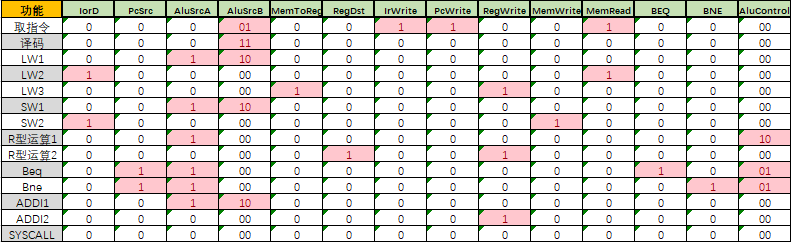 功能 IorD PcSrc AluSrcA AluSrcB MemToReg RegDst IrWrite PcWrite RegWrite MemWrite MemRead BEQ BNE AluControl
取指令 0 0 0 01 0 0 1 1 0 0 1 0 0 00
译码 0 0 0 11 0 0 0 0 0 0 0 0 0 00
LW1 0 0 1 10 0 0 0 0 0 0 0 0 0 00
LW2 1 0 0 00 0 0 0 0 0 0 1 0 0 00
LW3 0 0 0 00 1 0 0 0 1 0 0 0 0 00
SW1 0 0 1 10 0 0 0 0 0 0 0 0 0 00
SW2 1 0 0 00 0 0 0 0 0 1 0 0 0 00
R型运算1 0 0 1 00 0 0 0 0 0 0 0 0 0 10
R型运算2 0 0 0 00 0 1 0 0 1 0 0 0 0 00
Beq 0 1 1 00 0 0 0 0 0 0 0 1 0 01
Bne 0 1 1 00 0 0 0 0 0 0 0 0 1 01
ADDI1 0 0 1 10 0 0 0 0 0 0 0 0 0 00
ADDI2 0 0 0 00 0 0 0 0 1 0 0 0 0 00
SYSCALL 0 0 0 00 0 0 0 0 0 0 0 0 0 00